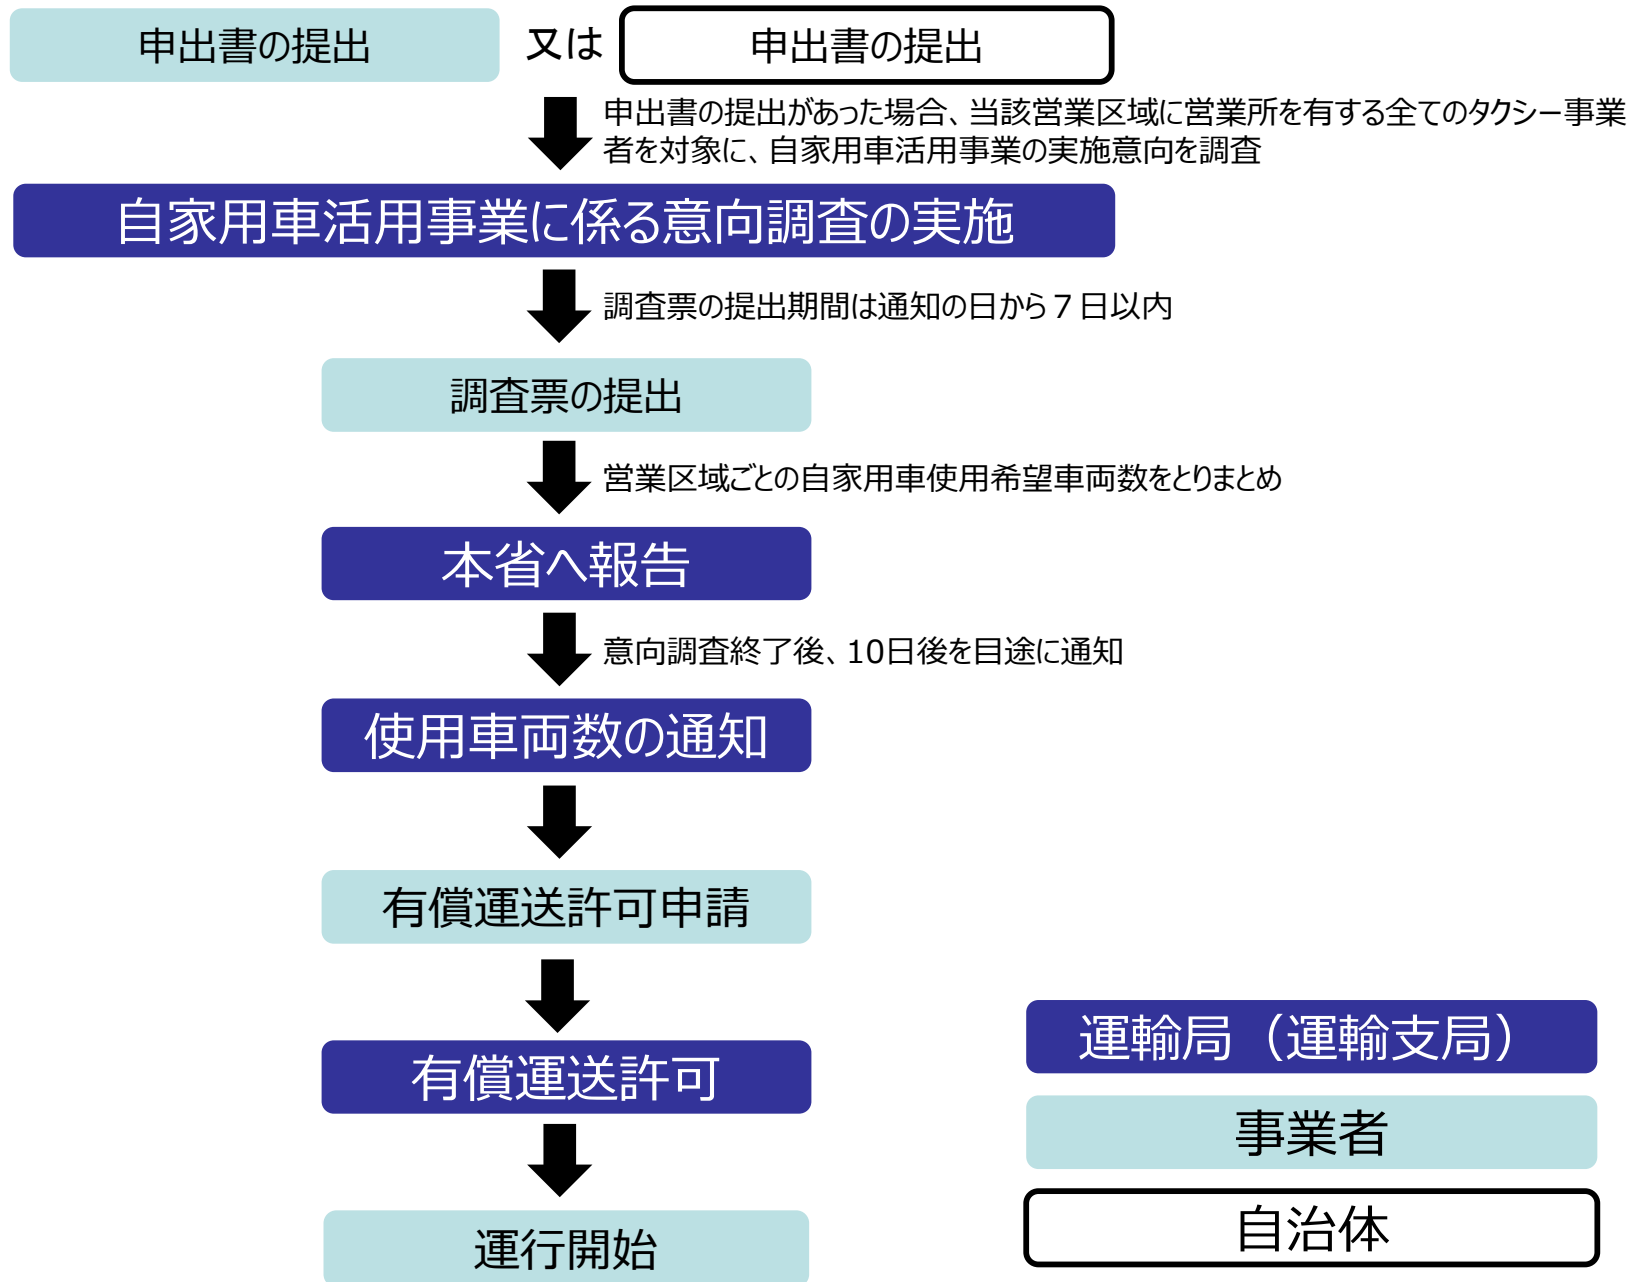 申出書の提出 又は 申出書の提出
申出書の提出があった場合、当該営業区域に営業所を有する全てのタクシー事業
者を対象に、自家用車活用事業の実施意向を調査
自家用車活用事業に係る意向調査の実施
調査票の提出期間は通知の日から７日以内
調査票の提出
営業区域ごとの自家用車使用希望車両数をとりまとめ
本省へ報告
意向調査終了後、10日後を目途に通知
使用車両数の通知
有償運送許可申請
有償運送許可
運行開始
運輸局（運輸支局）
事業者
自治体